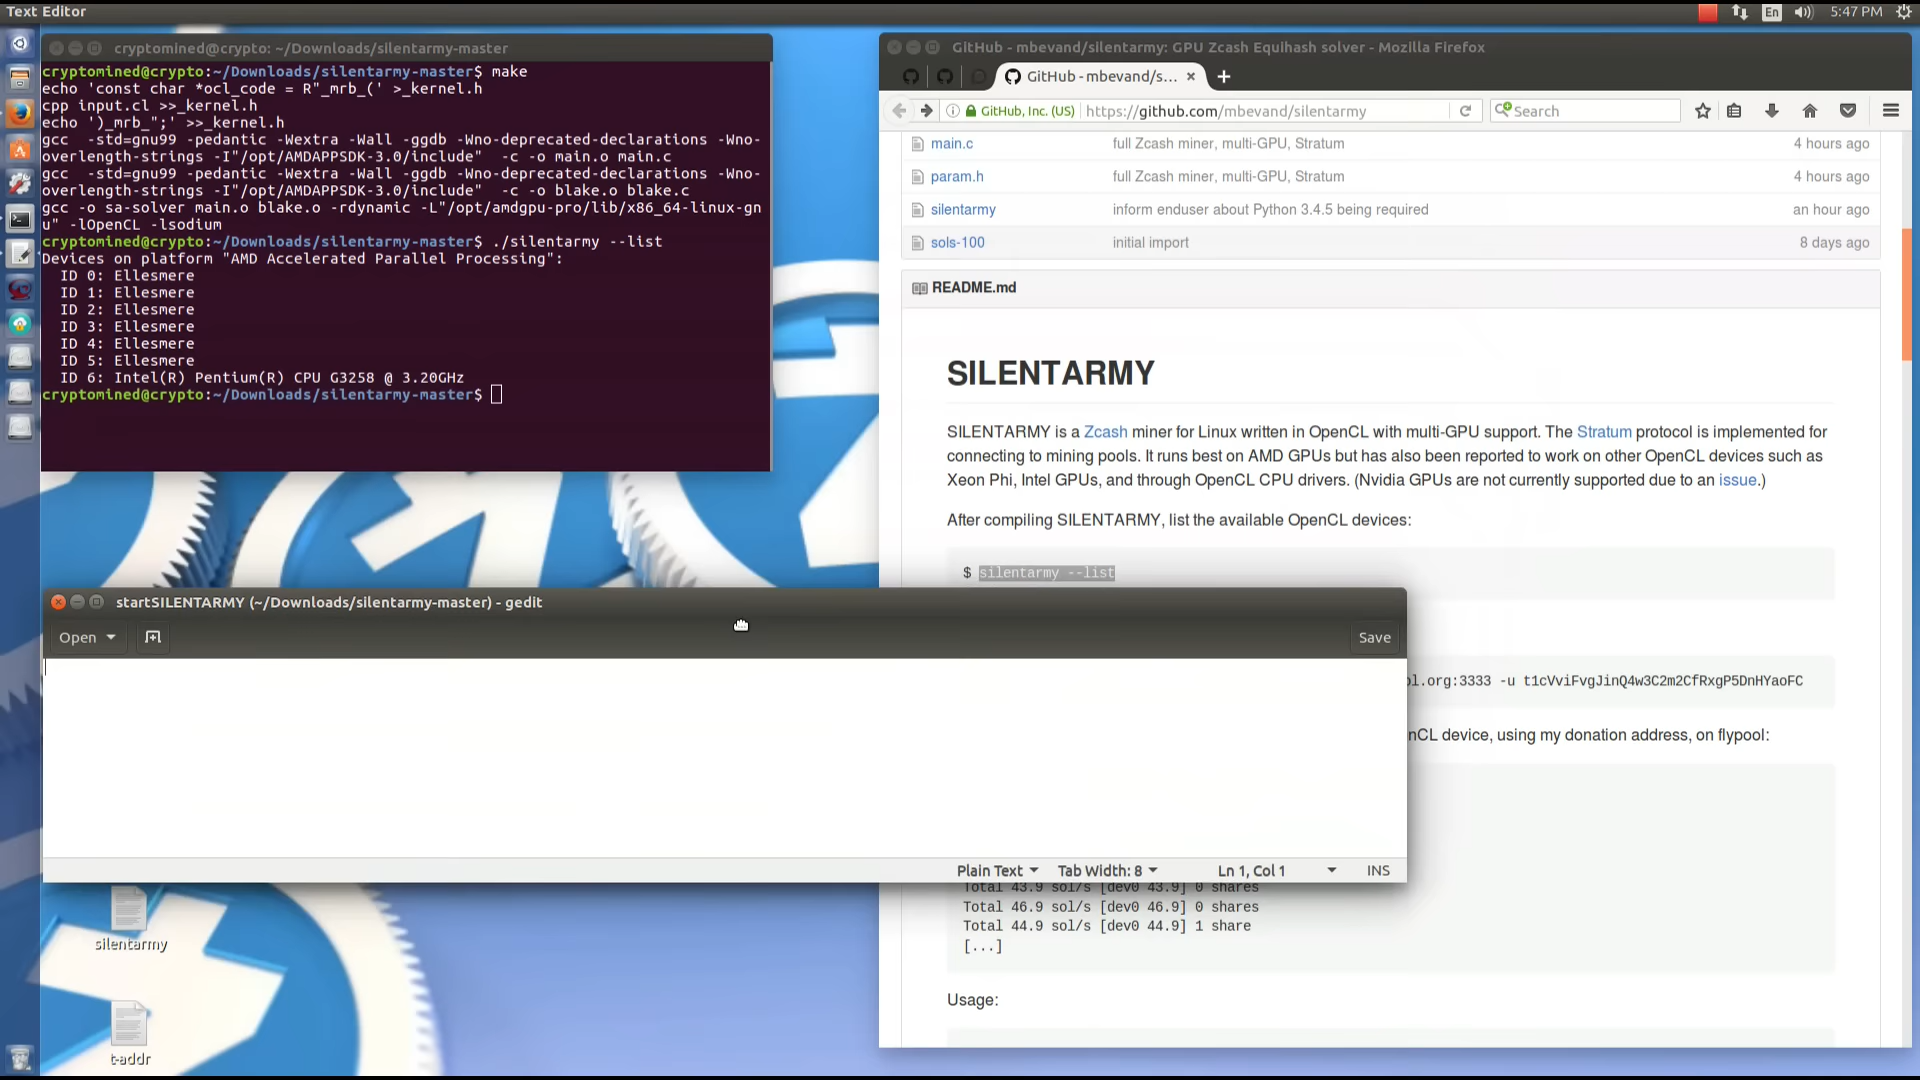 Text Editor
En
5:47 PM
cryptomined@crypto: ~/Downloads/silentarmy-master
cryptomined@crypto:~/Downloads/silentarmy-master$ make
echo 'const char *ocl_code = R"_mrb_(' >_kernel.h
cpp input.cl >>_kernel.h
echo ')_mrb_";' >>_kernel.h
gcc  -std=gnu99 -pedantic -Wextra -Wall -ggdb -Wno-deprecated-declarations -Wno-
overlength-strings -I"/opt/AMDAPPSDK-3.0/include"  -c -o main.o main.c
gcc  -std=gnu99 -pedantic -Wextra -Wall -ggdb -Wno-deprecated-declarations -Wno-
overlength-strings -I"/opt/AMDAPPSDK-3.0/include"  -c -o blake.o blake.c
gcc -o sa-solver main.o blake.o -rdynamic -L"/opt/amdgpu-pro/lib/x86_64-linux-gn
u" -lOpenCL -lsodium
cryptomined@crypto:~/Downloads/silentarmy-master$ ./silentarmy --list
Devices on platform "AMD Accelerated Parallel Processing":
ID 0: Ellesmere
ID 1: Ellesmere
ID 2: Ellesmere
ID 3: Ellesmere
ID 4: Ellesmere
ID 5: Ellesmere
ID 6: Intel(R) Pentium(R) CPU G3258 @ 3.20GHz
cryptomined@crypto:~/Downloads/silentarmy-master$
GitHub - mbevand/silentarmy: GPU Zcash Equihash solver - Mozilla Firefox
GitHub - mbevand/s...
GitHub, Inc. (US)
https://github.com/mbevand/silentarmy
Search
main.c full Zcash miner, multi-GPU, Stratum 4 hours ago
param.h full Zcash miner, multi-GPU, Stratum 4 hours ago
silentarmy inform enduser about Python 3.4.5 being required an hour ago
sols-100 initial import 8 days ago
README.md
SILENTARMY
SILENTARMY is a Zcash miner for Linux written in OpenCL with multi-GPU support. The Stratum protocol is implemented for
connecting to mining pools. It runs best on AMD GPUs but has also been reported to work on other OpenCL devices such as
Xeon Phi, Intel GPUs, and through OpenCL CPU drivers. (Nvidia GPUs are not currently supported due to an issue.)
After compiling SILENTARMY, list the available OpenCL devices:
$ silentarmy --list
ol.org:3333 -u t1cVviFvgJinQ4w3C2m2CfRxgP5DnHYaoFC
nCL device, using my donation address, on flypool:
Total 43.9 sol/s [dev0 43.9] 0 shares
Total 46.9 sol/s [dev0 46.9] 0 shares
Total 44.9 sol/s [dev0 44.9] 1 share
[...]
Usage:
startSILENTARMY (~/Downloads/silentarmy-master) - gedit
Open
Save
Plain Text
Tab Width: 8
Ln 1, Col 1
INS
silentarmy
t-addr